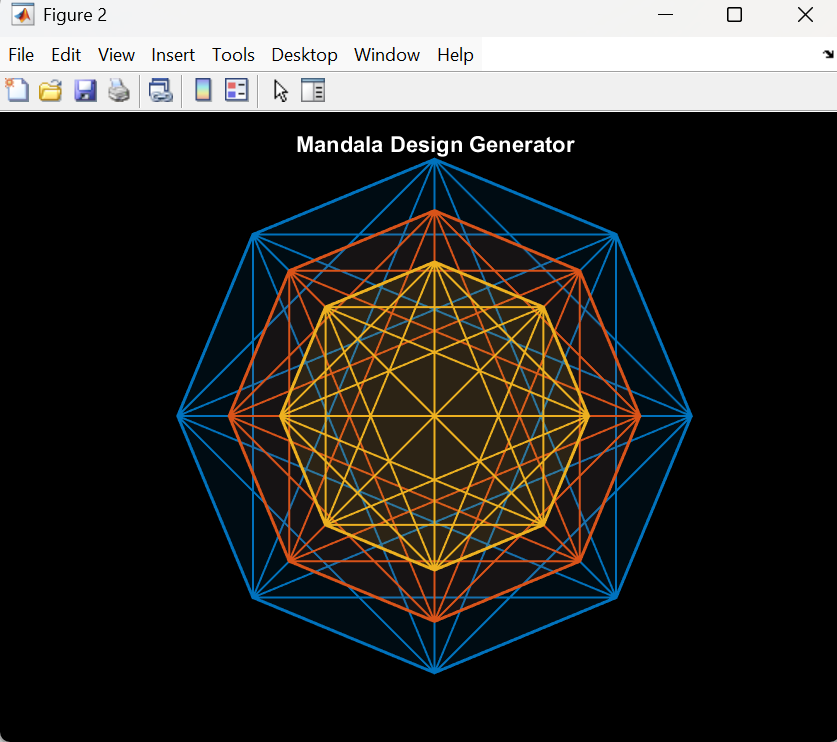 Figure 2
File Edit View Insert Tools Desktop Window Help
Mandala Design Generator